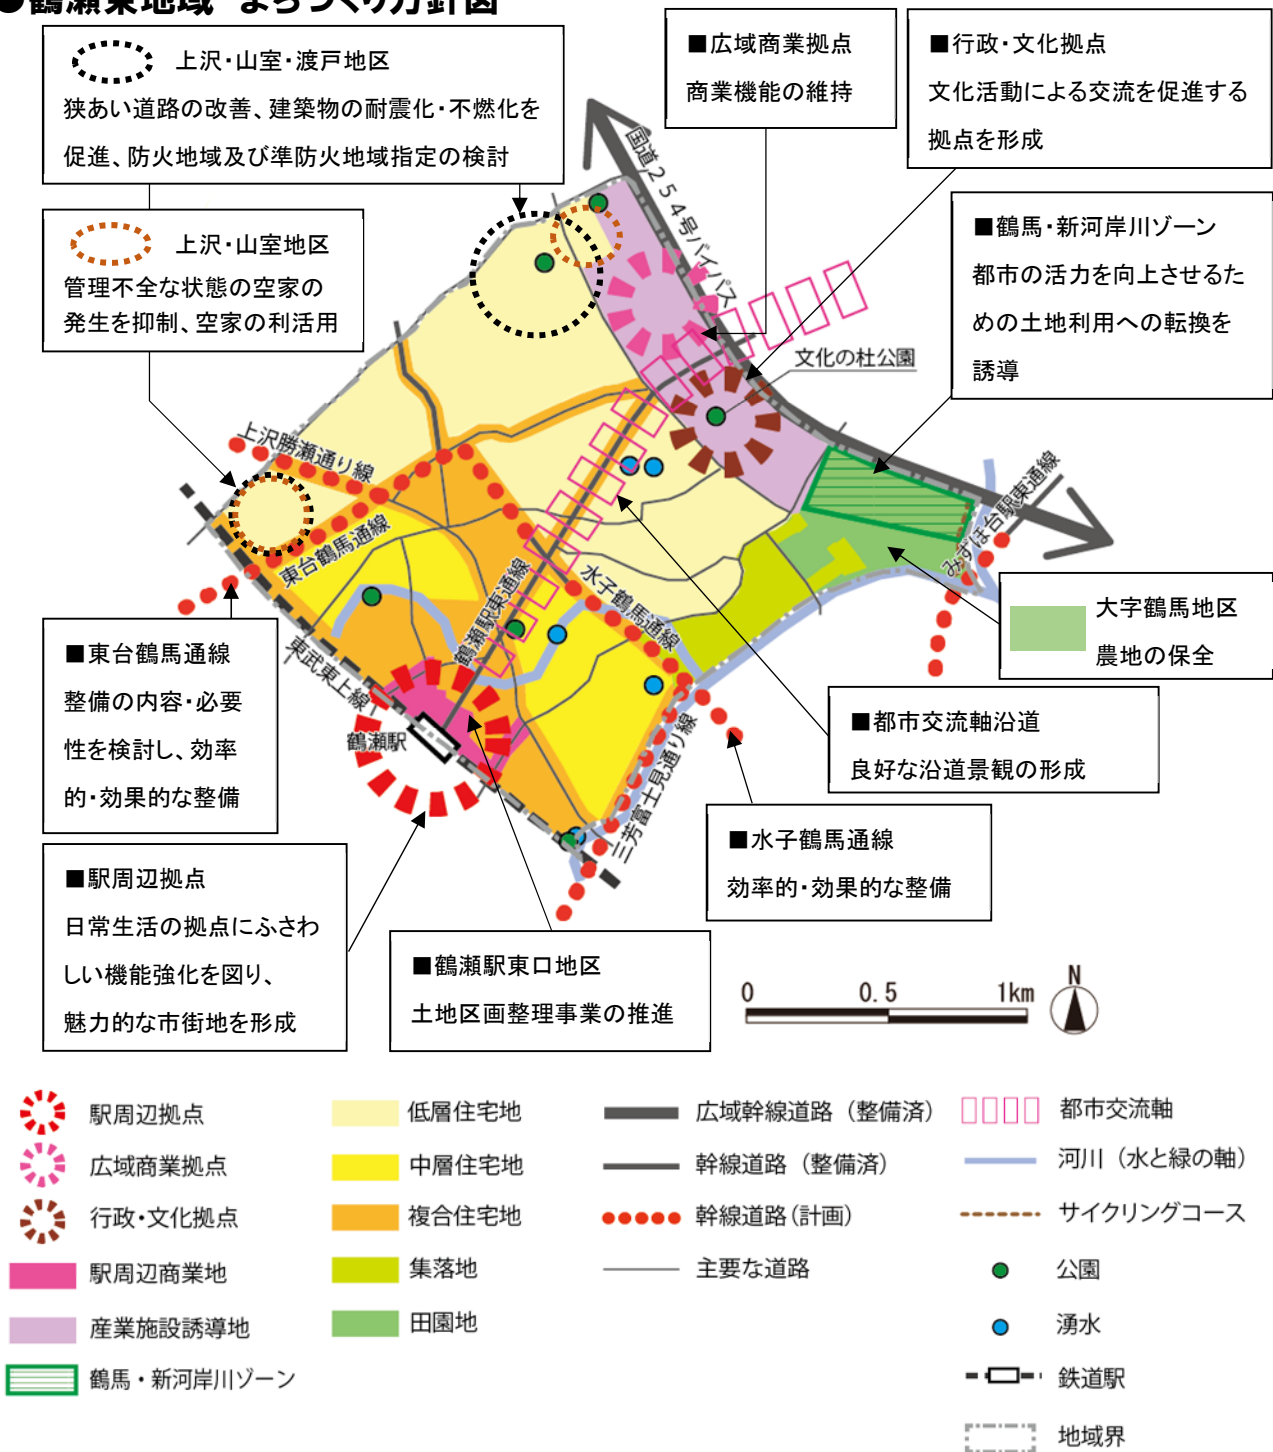 ●鶴瀬東地域 まちづくり方針図
上沢・山室・渡戸地区
狭あい道路の改善、建築物の耐震化・不燃化を
促進、防火地域及び準防火地域指定の検討
上沢・山室地区
管理不全な状態の空家の
発生を抑制、空家の利活用
■広域商業拠点
商業機能の維持
■行政・文化拠点
文化活動による交流を促進する
拠点を形成
■鶴馬・新河岸川ゾーン
都市の活力を向上させるた
めの土地利用への転換を
誘導
国道254号バイパス
文化の杜公園
上沢勝瀬通り線
東台鶴馬通線
鶴瀬駅東通線
水子鶴馬通線
みずほ台駅東通線
東武東上線
鶴瀬駅
三芳富士見通り線
大字鶴馬地区
農地の保全
■東台鶴馬通線
整備の内容・必要
性を検討し、効率
的・効果的な整備
■都市交流軸沿道
良好な沿道景観の形成
■水子鶴馬通線
効率的・効果的な整備
■駅周辺拠点
日常生活の拠点にふさわ
しい機能強化を図り、
魅力的な市街地を形成
■鶴瀬駅東口地区
土地区画整理事業の推進
0 0.5 1km
N
駅周辺拠点
広域商業拠点
行政・文化拠点
駅周辺商業地
産業施設誘導地
鶴馬・新河岸川ゾーン
低層住宅地
中層住宅地
複合住宅地
集落地
田園地
広域幹線道路（整備済）
幹線道路（整備済）
幹線道路(計画)
主要な道路
都市交流軸
河川（水と緑の軸）
サイクリングコース
公園
湧水
鉄道駅
地域界